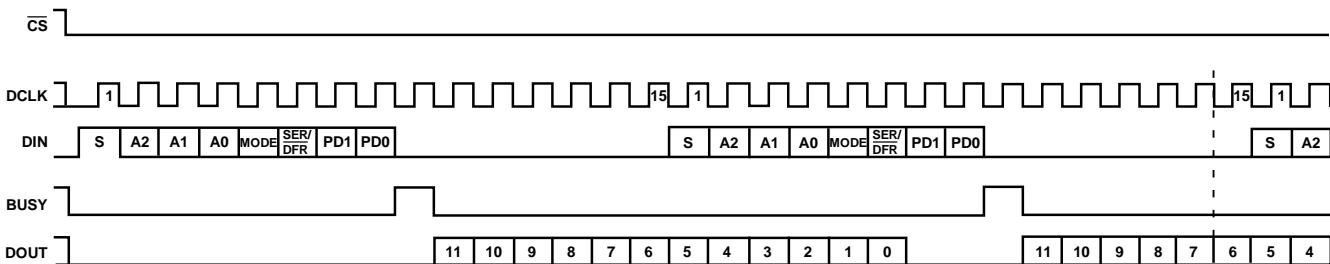 CS
DCLK 1 15 1 15 1
DIN S A2 A1 A0 MODE SER/DFR PD1 PD0 S A2 A1 A0 MODE SER/DFR PD1 PD0 S A2
BUSY
DOUT 11 10 9 8 7 6 5 4 3 2 1 0 11 10 9 8 7 6 5 4